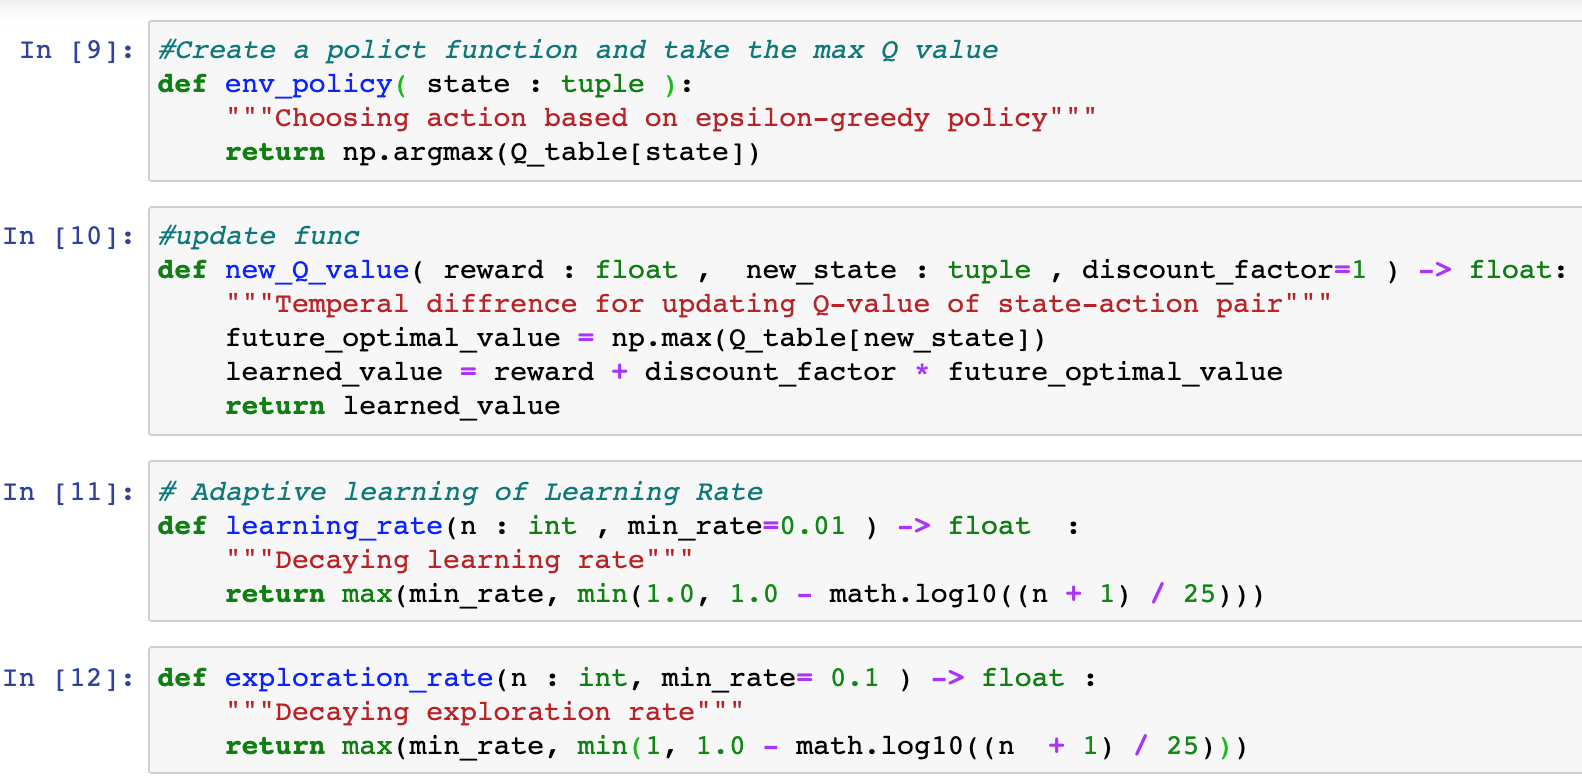 In [9]: #Create a polict function and take the max Q value
def env_policy( state : tuple ):
    """Choosing action based on epsilon-greedy policy"""
    return np.argmax(Q_table[state])
In [10]: #update func
def new_Q_value( reward : float ,  new_state : tuple , discount_factor=1 ) -> float:
    """Temperal diffrence for updating Q-value of state-action pair"""
    future_optimal_value = np.max(Q_table[new_state])
    learned_value = reward + discount_factor * future_optimal_value
    return learned_value
In [11]: # Adaptive learning of Learning Rate
def learning_rate(n : int , min_rate=0.01 ) -> float  :
    """Decaying learning rate"""
    return max(min_rate, min(1.0, 1.0 - math.log10((n + 1) / 25)))
In [12]: def exploration_rate(n : int, min_rate= 0.1 ) -> float :
    """Decaying exploration rate"""
    return max(min_rate, min(1, 1.0 - math.log10((n  + 1) / 25)))